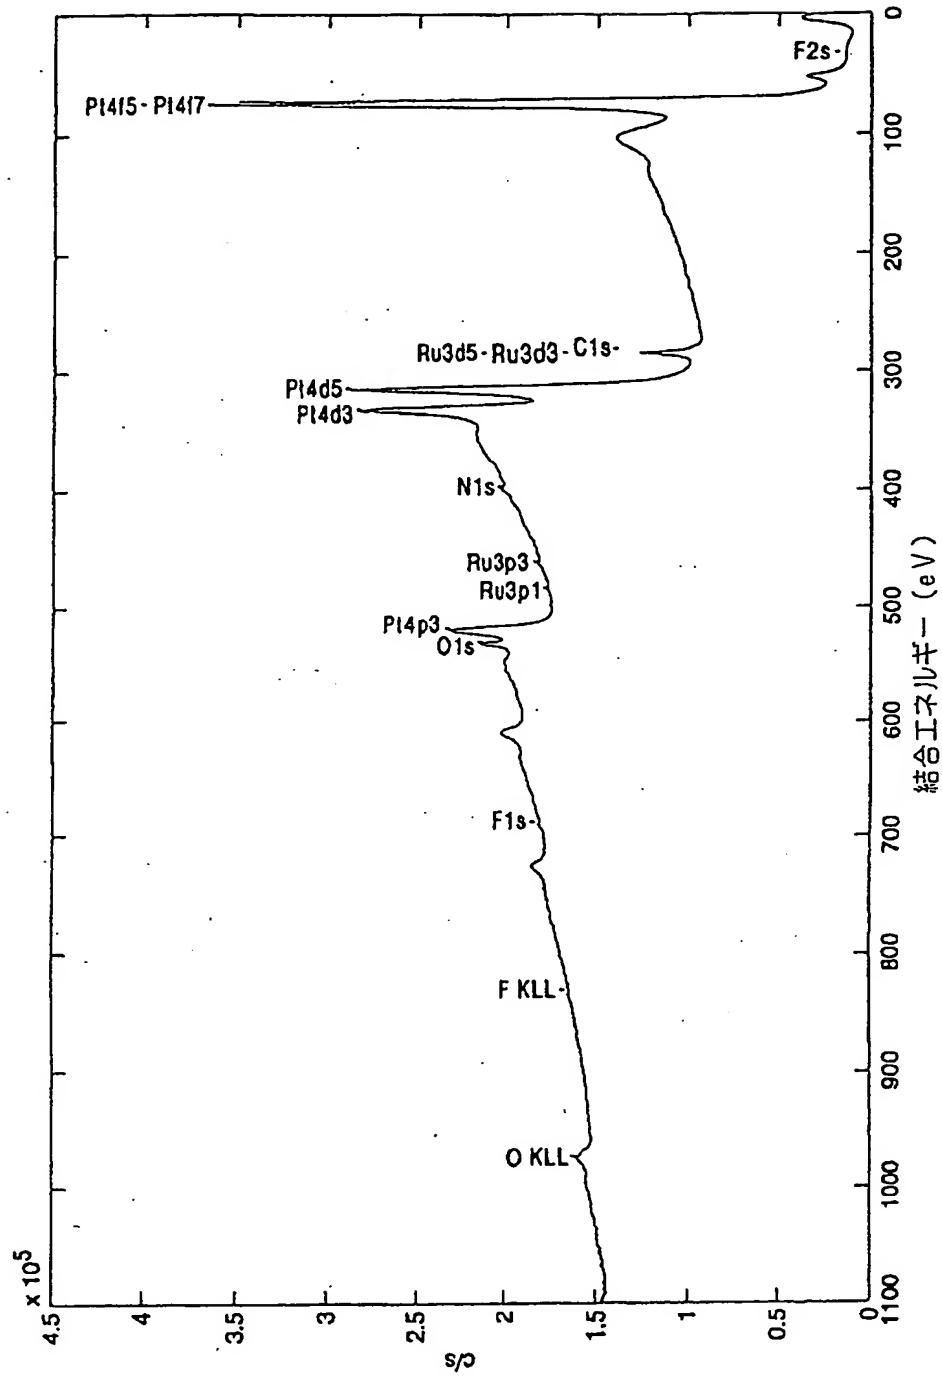 × 10⁵
4.5
4
3.5
3
2.5
2
1.5
1
0.5
0
c/s
Pt4f5- Pt4f7
F2s-
Ru3d5-Ru3d3-C1s-
Pt4d5
Pt4d3
N1s
Ru3p3
Ru3p1
Pt4p3
O1s
F1s-
F KLL-
O KLL
1100 1000 900 800 700 600 500 400 300 200 100 0
結合エネルギー (eV)